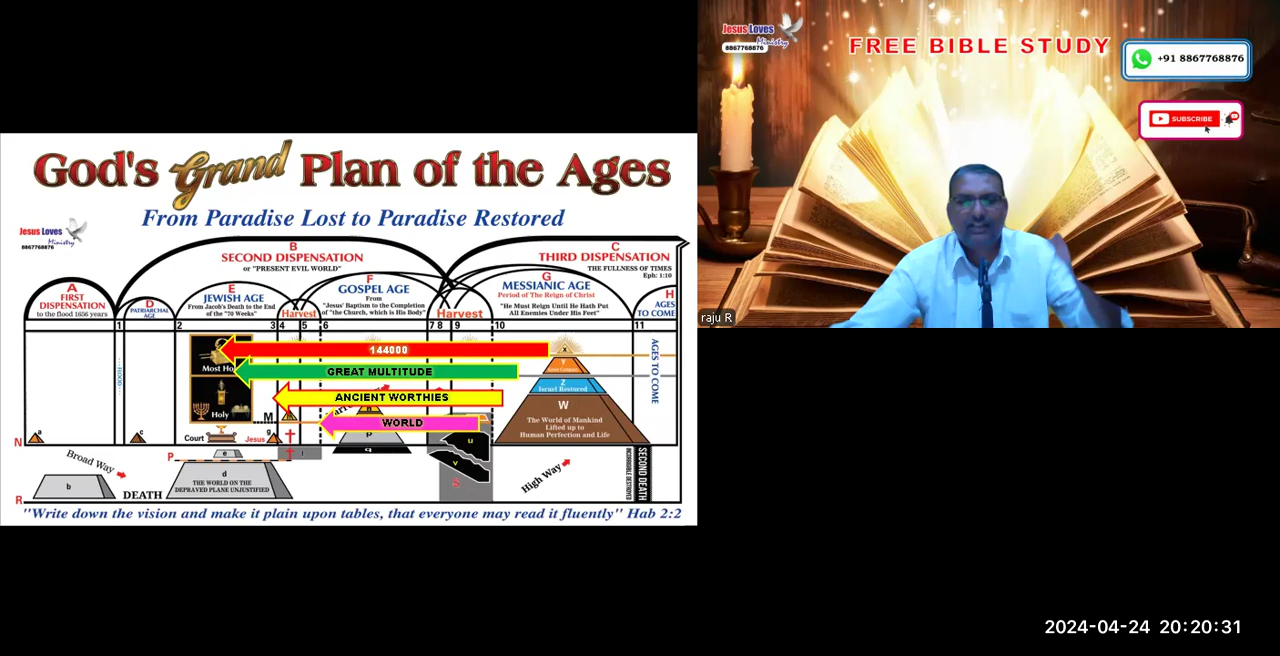 God's Grand Plan of the Ages
From Paradise Lost to Paradise Restored
Jesus Loves
Ministry
8867768876
A
FIRST
DISPENSATION
to the flood 1656 years
B
SECOND DISPENSATION
or "PRESENT EVIL WORLD"
C
THIRD DISPENSATION
THE FULLNESS OF TIMES
Eph: 1:10
D
PATRIARCHAL
AGE
E
JEWISH AGE
From Jacob's Death to the End
of the "70 Weeks"
Harvest
F
GOSPEL AGE
From
"Jesus' Baptism to the Completion
of "the Church, which is His Body"
Harvest
G
MESSIANIC AGE
Period of The Reign of Christ
"He Must Reign Until He Hath Put
All Enemies Under His Feet"
H
AGES
TO COME
1 2 3 4 5 6 7 8 9 10 11
FLOOD
Most Ho
Holy
Court
M
Jesus
g
144000
GREAT MULTITUDE
ANCIENT WORTHIES
WORLD
X
Z
Israel Restored
W
The World of Mankind
Lifted up to
Human Perfection and Life
AGES TO COME
N
a
c
P
e
d
THE WORLD ON THE
DEPRAVED PLANE UNJUSTIFIED
Broad Way
b
DEATH
R
n
p
q
u
v
S
High Way
INCORRIGIBLE DESTROYED
SECOND DEATH
"Write down the vision and make it plain upon tables, that everyone may read it fluently" Hab 2:2
Jesus Loves
Ministry
8867768876
FREE BIBLE STUDY
+91 8867768876
SUBSCRIBE
raju R
2024-04-24 20:20:31